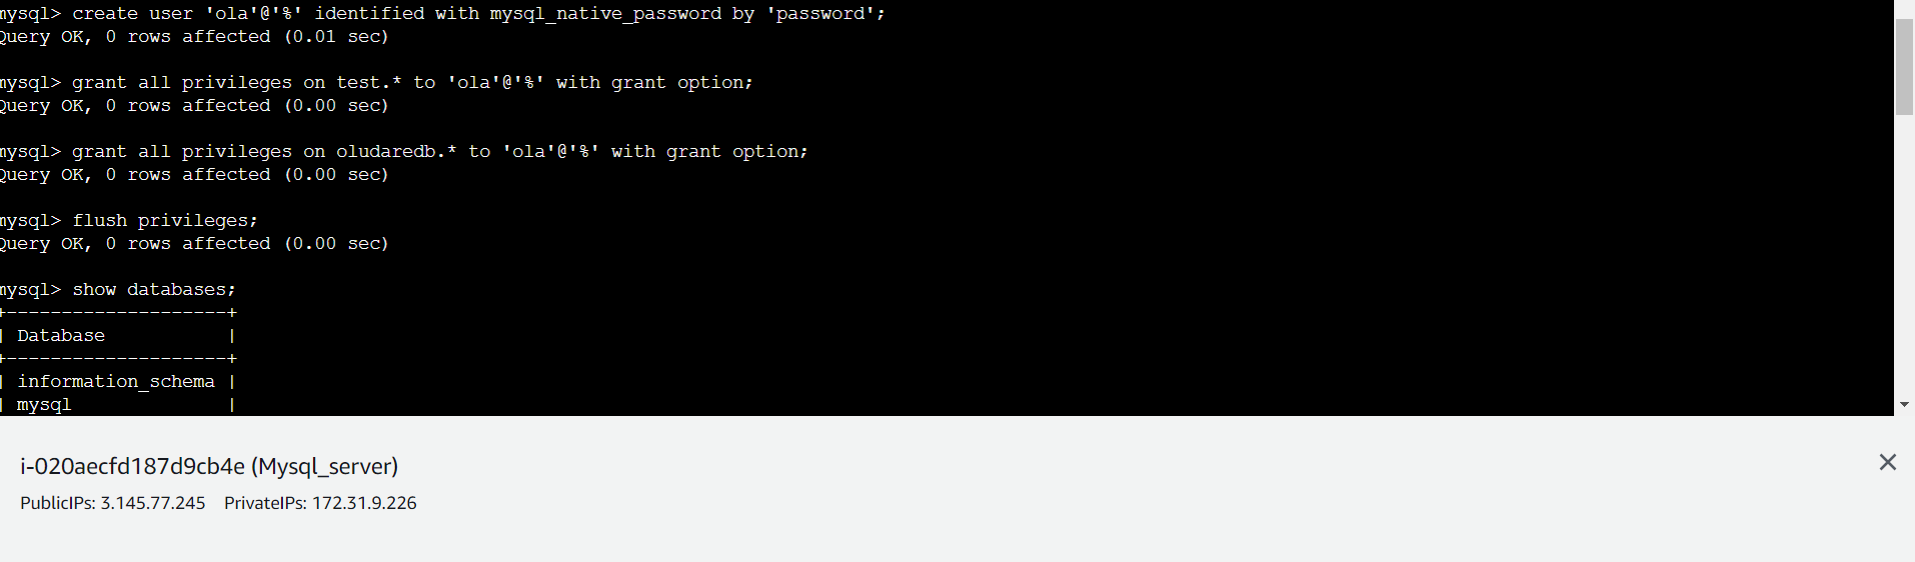 mysql> create user 'ola'@'%' identified with mysql_native_password by 'password';
Query OK, 0 rows affected (0.01 sec)
mysql> grant all privileges on test.* to 'ola'@'%' with grant option;
Query OK, 0 rows affected (0.00 sec)
mysql> grant all privileges on oludaredb.* to 'ola'@'%' with grant option;
Query OK, 0 rows affected (0.00 sec)
mysql> flush privileges;
Query OK, 0 rows affected (0.00 sec)
mysql> show databases;
+--------------------+
| Database           |
+--------------------+
| information_schema |
| mysql              |
i-020aecfd187d9cb4e (Mysql_server)
PublicIPs: 3.145.77.245 PrivateIPs: 172.31.9.226